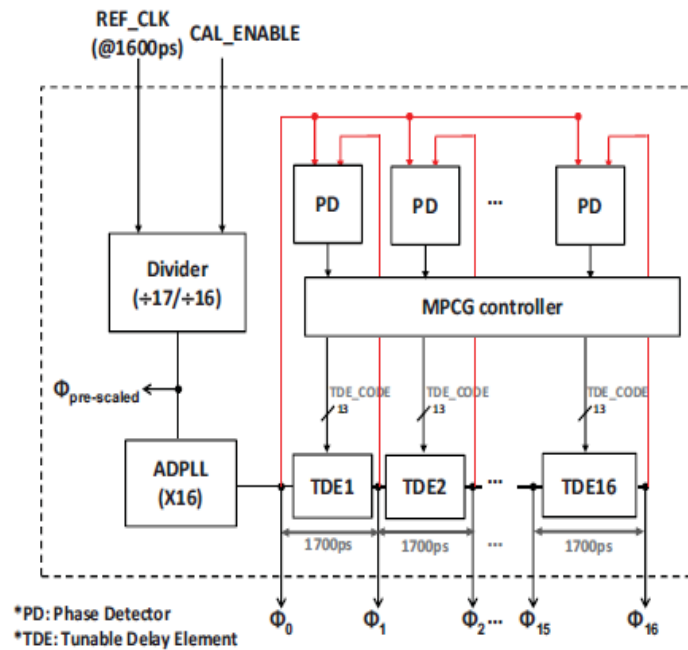 REF_CLK
(@1600ps)
CAL_ENABLE
PD
PD
...
PD
Divider
(÷17/÷16)
MPCG controller
Φpre-scaled
TDE_CODE
13
TDE_CODE
13
TDE_CODE
13
ADPLL
(X16)
TDE1
TDE2
...
TDE16
1700ps
1700ps
...
1700ps
Φ0
Φ1
Φ2
...
Φ15
Φ16
*PD: Phase Detector
*TDE: Tunable Delay Element